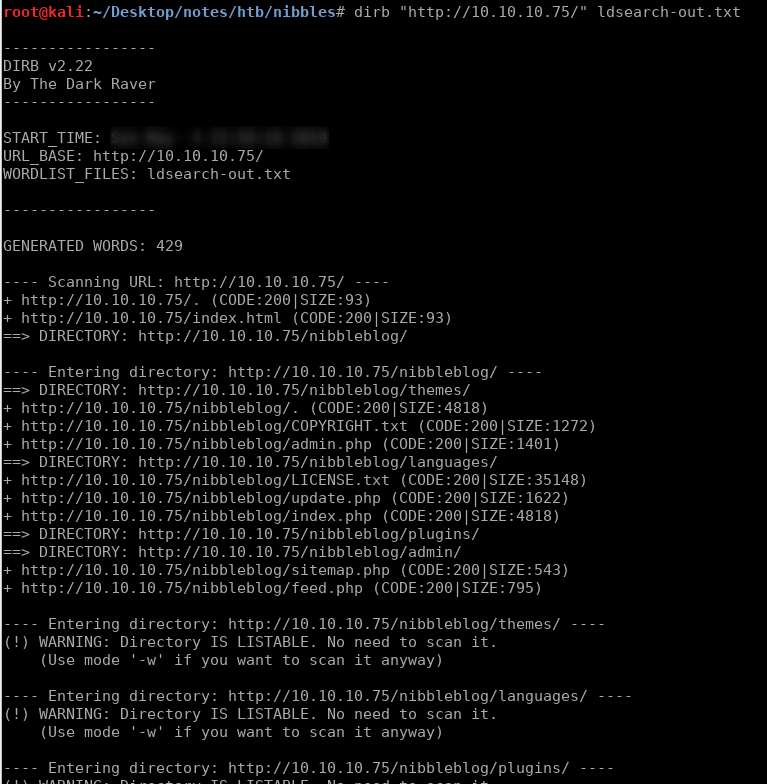 root@kali:~/Desktop/notes/htb/nibbles# dirb "http://10.10.10.75/" ldsearch-out.txt
-----------------
DIRB v2.22
By The Dark Raver
-----------------
START_TIME:
URL_BASE: http://10.10.10.75/
WORDLIST_FILES: ldsearch-out.txt
-----------------
GENERATED WORDS: 429
---- Scanning URL: http://10.10.10.75/ ----
+ http://10.10.10.75/. (CODE:200|SIZE:93)
+ http://10.10.10.75/index.html (CODE:200|SIZE:93)
==> DIRECTORY: http://10.10.10.75/nibbleblog/
---- Entering directory: http://10.10.10.75/nibbleblog/ ----
==> DIRECTORY: http://10.10.10.75/nibbleblog/themes/
+ http://10.10.10.75/nibbleblog/. (CODE:200|SIZE:4818)
+ http://10.10.10.75/nibbleblog/COPYRIGHT.txt (CODE:200|SIZE:1272)
+ http://10.10.10.75/nibbleblog/admin.php (CODE:200|SIZE:1401)
==> DIRECTORY: http://10.10.10.75/nibbleblog/languages/
+ http://10.10.10.75/nibbleblog/LICENSE.txt (CODE:200|SIZE:35148)
+ http://10.10.10.75/nibbleblog/update.php (CODE:200|SIZE:1622)
+ http://10.10.10.75/nibbleblog/index.php (CODE:200|SIZE:4818)
==> DIRECTORY: http://10.10.10.75/nibbleblog/plugins/
==> DIRECTORY: http://10.10.10.75/nibbleblog/admin/
+ http://10.10.10.75/nibbleblog/sitemap.php (CODE:200|SIZE:543)
+ http://10.10.10.75/nibbleblog/feed.php (CODE:200|SIZE:795)
---- Entering directory: http://10.10.10.75/nibbleblog/themes/ ----
(!) WARNING: Directory IS LISTABLE. No need to scan it.
(Use mode '-w' if you want to scan it anyway)
---- Entering directory: http://10.10.10.75/nibbleblog/languages/ ----
(!) WARNING: Directory IS LISTABLE. No need to scan it.
(Use mode '-w' if you want to scan it anyway)
---- Entering directory: http://10.10.10.75/nibbleblog/plugins/ ----
(!) WARNING: Directory IS LISTABLE. No need to scan it.